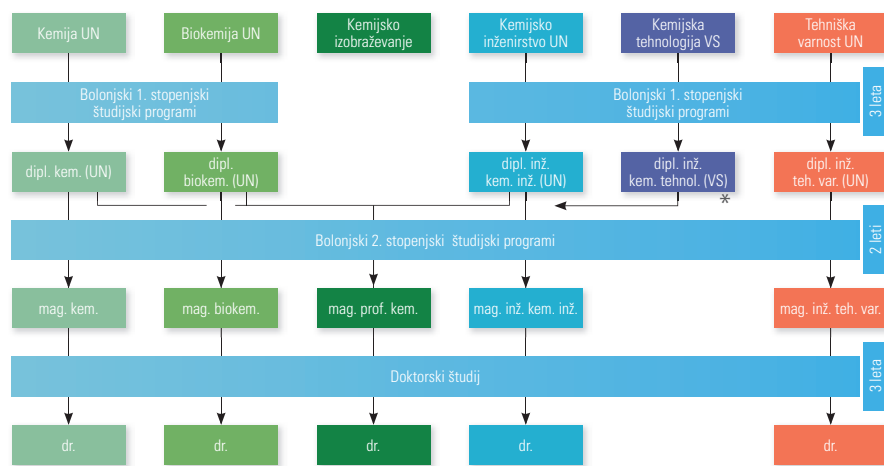 Kemija UN
Biokemija UN
Kemijsko
izobraževanje
Kemijsko
inženirstvo UN
Kemijska
tehnologija VS
Tehniška
varnost UN
Bolonjski 1. stopenjski
študijski programi
Bolonjski 1. stopenjski
študijski programi
3 leta
dipl. kem. (UN)
dipl.
biokem. (UN)
dipl. inž.
kem. inž. (UN)
dipl. inž.
kem. tehnol. (VS)
*
dipl. inž.
teh. var. (UN)
Bolonjski 2. stopenjski študijski programi
2 leti
mag. kem.
mag. biokem.
mag. prof. kem.
mag. inž. kem. inž.
mag. inž. teh. var.
Doktorski študij
3 leta
dr.
dr.
dr.
dr.
dr.